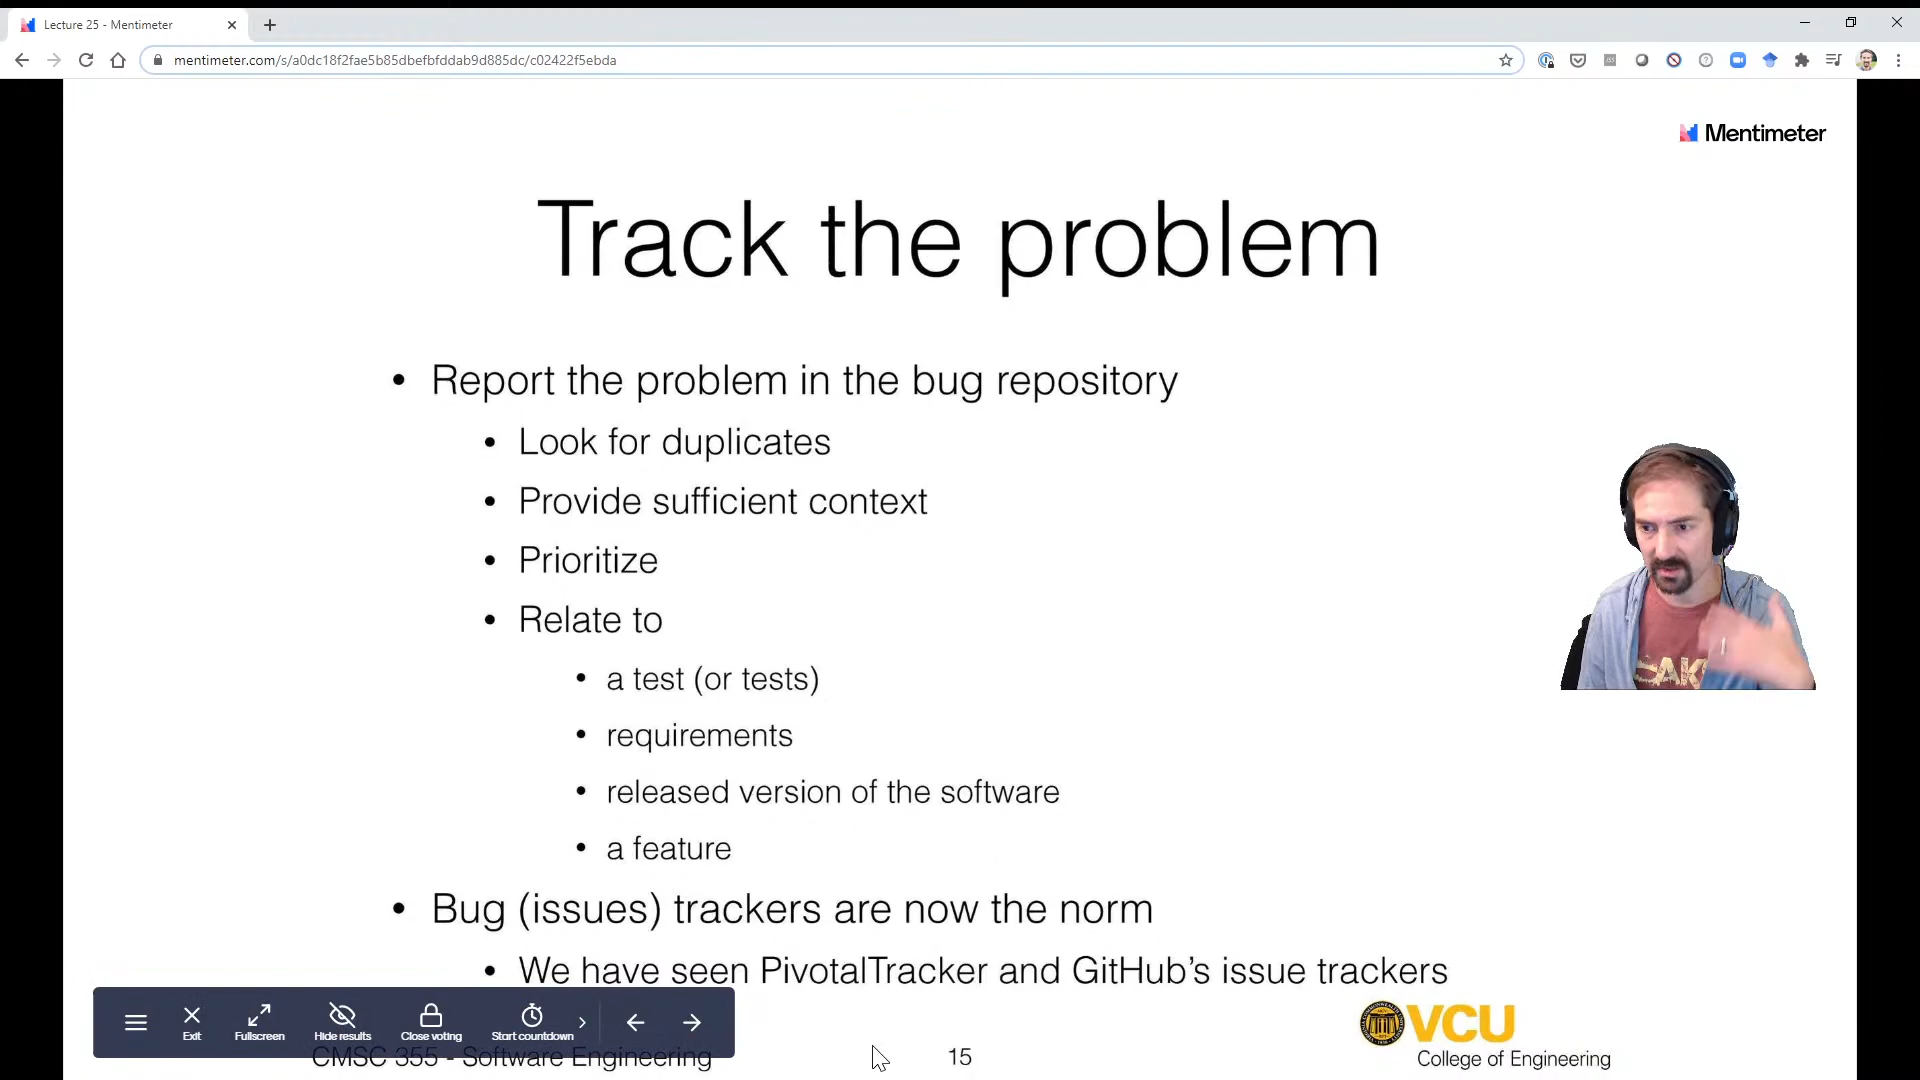 Lecture 25 - Mentimeter
mentimeter.com/s/a0dc18f2fae5b85dbefbfddab9d885dc/c02422f5ebda
Mentimeter
Track the problem
• Report the problem in the bug repository
• Look for duplicates
• Provide sufficient context
• Prioritize
• Relate to
• a test (or tests)
• requirements
• released version of the software
• a feature
• Bug (issues) trackers are now the norm
• We have seen PivotalTracker and GitHub's issue trackers
Exit
Fullscreen
Hide results
Close voting
Start countdown
CMSC 355 - Software Engineering
15
VCU
College of Engineering